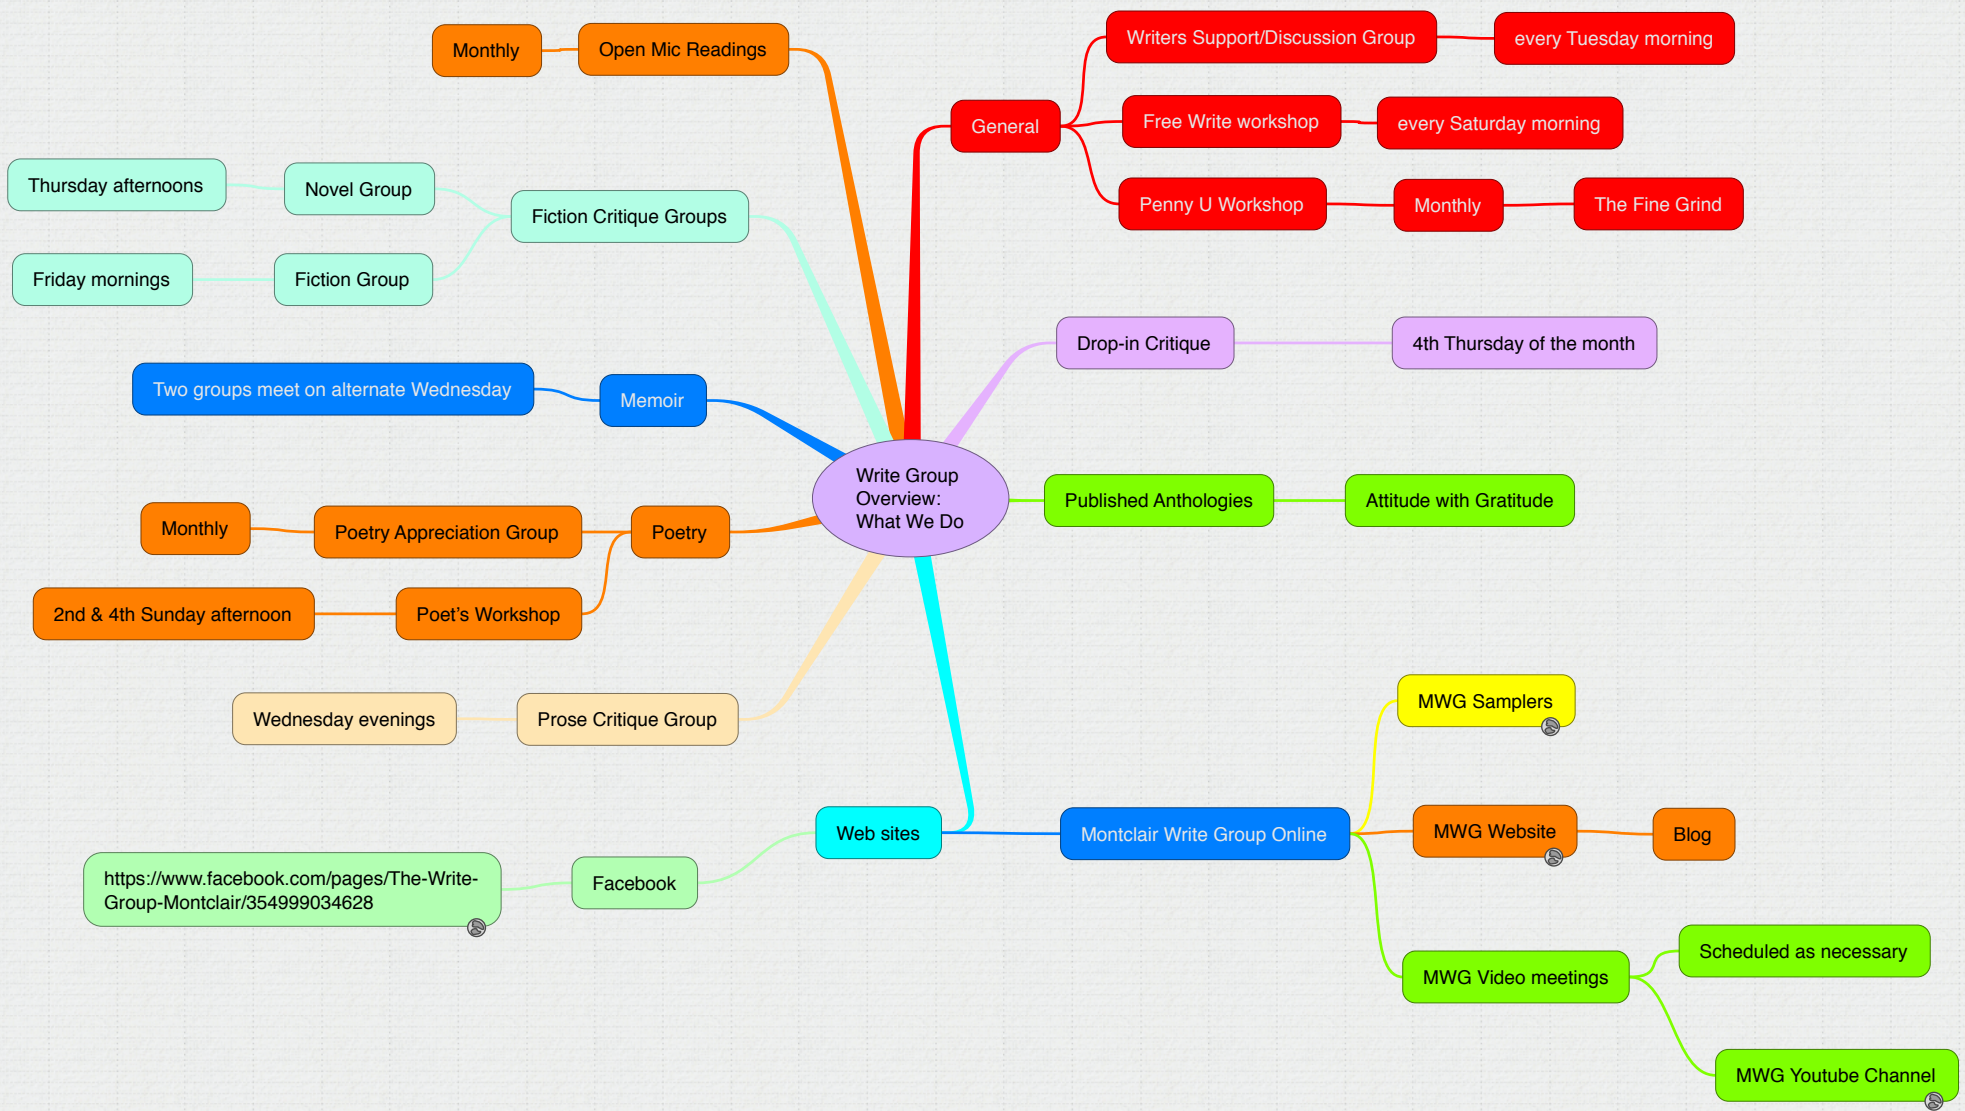 Monthly
Open Mic Readings
Writers Support/Discussion Group
every Tuesday morning
General
Free Write workshop
every Saturday morning
Penny U Workshop
Monthly
The Fine Grind
Thursday afternoons
Novel Group
Fiction Critique Groups
Friday mornings
Fiction Group
Drop-in Critique
4th Thursday of the month
Two groups meet on alternate Wednesday
Memoir
Write Group
Overview:
What We Do
Published Anthologies
Attitude with Gratitude
Monthly
Poetry Appreciation Group
Poetry
2nd & 4th Sunday afternoon
Poet’s Workshop
Wednesday evenings
Prose Critique Group
MWG Samplers
Web sites
Montclair Write Group Online
MWG Website
Blog
https://www.facebook.com/pages/The-Write-
Group-Montclair/354999034628
Facebook
MWG Video meetings
Scheduled as necessary
MWG Youtube Channel